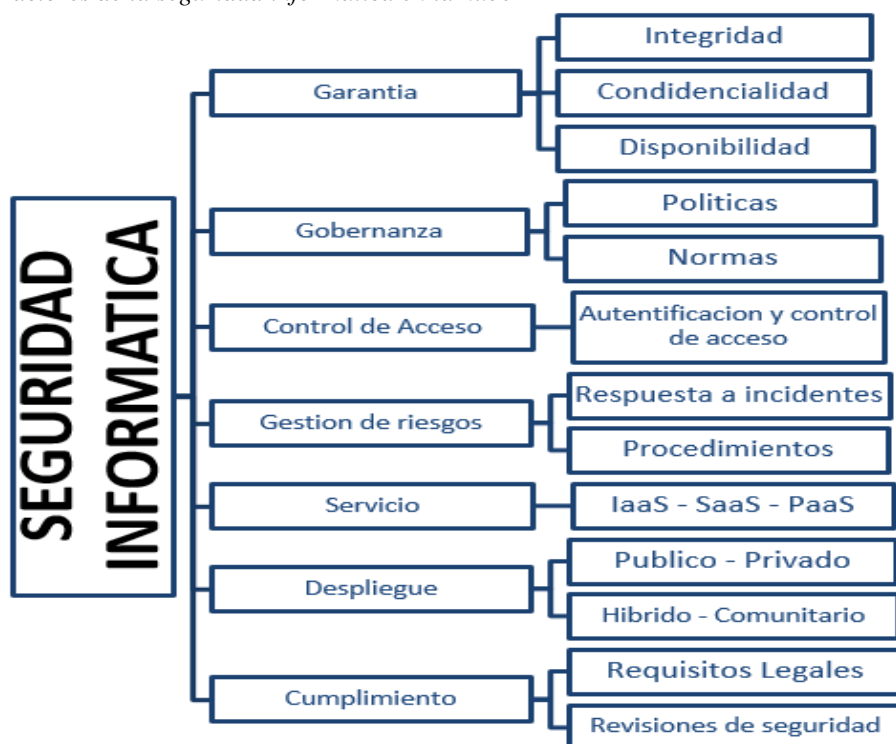 SEGURIDAD
INFORMATICA
Garantia
Integridad
Condidencialidad
Disponibilidad
Gobernanza
Politicas
Normas
Control de Acceso
Autentificacion y control
de acceso
Gestion de riesgos
Respuesta a incidentes
Procedimientos
Servicio
IaaS - SaaS - PaaS
Despliegue
Publico - Privado
Hibrido - Comunitario
Cumplimiento
Requisitos Legales
Revisiones de seguridad